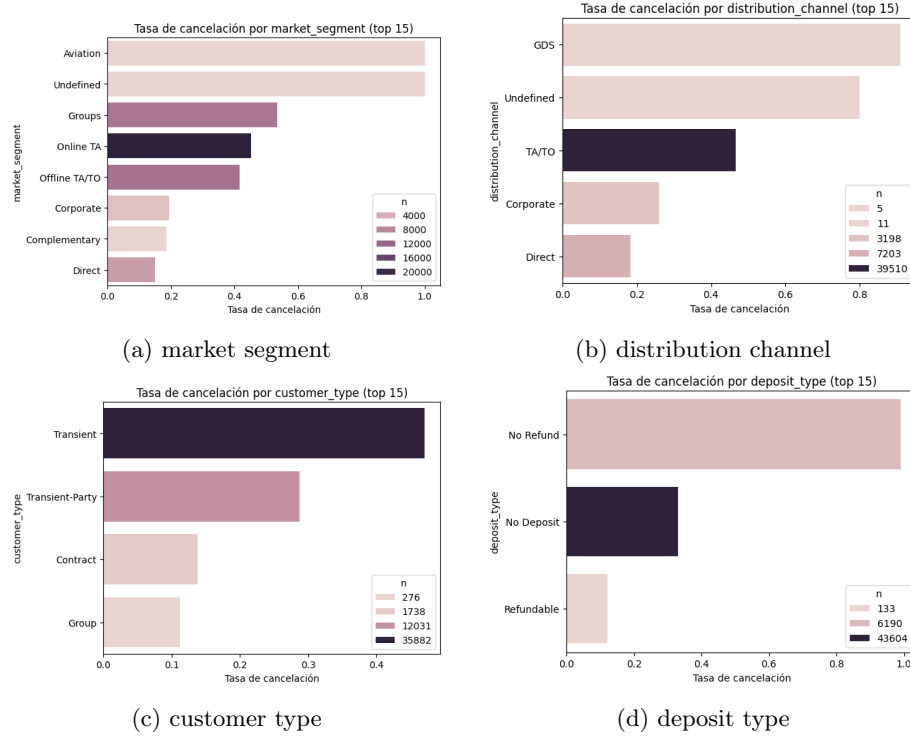 Tasa de cancelación por market_segment (top 15)
market_segment
Aviation
Undefined
Groups
Online TA
Offline TA/TO
Corporate
Complementary
Direct
n
4000
8000
12000
16000
20000
0.0 0.2 0.4 0.6 0.8 1.0
Tasa de cancelación
(a) market segment
Tasa de cancelación por distribution_channel (top 15)
distribution_channel
GDS
Undefined
TA/TO
Corporate
Direct
n
5
11
3198
7203
39510
0.0 0.2 0.4 0.6 0.8
Tasa de cancelación
(b) distribution channel
Tasa de cancelación por customer_type (top 15)
customer_type
Transient
Transient-Party
Contract
Group
n
276
1738
12031
35882
0.0 0.1 0.2 0.3 0.4
Tasa de cancelación
(c) customer type
Tasa de cancelación por deposit_type (top 15)
deposit_type
No Refund
No Deposit
Refundable
n
133
6190
43604
0.0 0.2 0.4 0.6 0.8 1.0
Tasa de cancelación
(d) deposit type